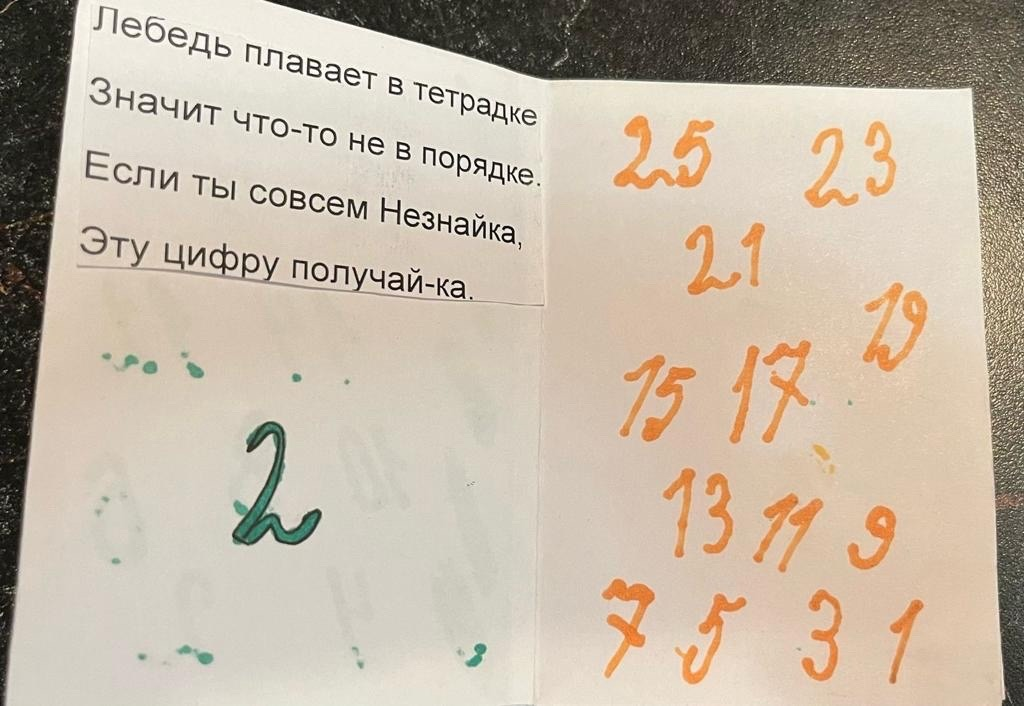 Лебедь плавает в тетрадке
Значит что-то не в порядке.
Если ты совсем Незнайка,
Эту цифру получай-ка.
2
25 23
21
19
15 17
13 11 9
7 5 3 1